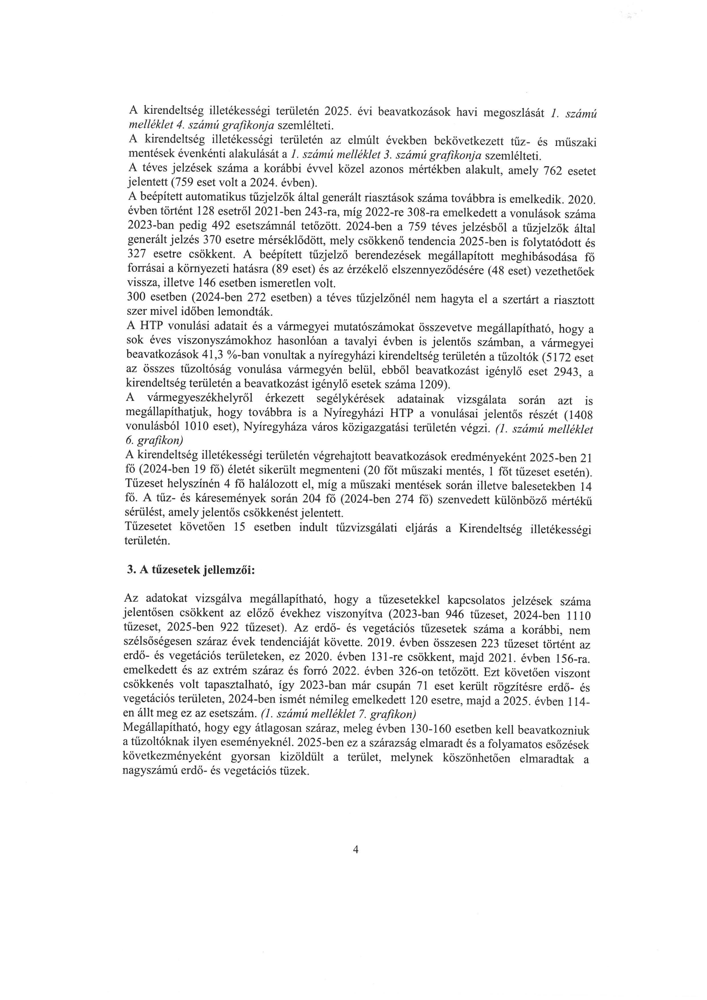 A kirendeltség illetékességi területén 2025. évi beavatkozások havi megoszlását 1. számú
melléklet 4. számú grafikonja szemlélteti.
A kirendeltség illetékességi területén az elmúlt években bekövetkezett tűz- és műszaki
mentések évenkénti alakulását a 1. számú melléklet 3. számú grafikonja szemlélteti.
A téves jelzések száma a korábbi évvel közel azonos mértékben alakult, amely 762 esetet
jelentett (759 eset volt a 2024. évben).
A beépített automatikus tűzjelzők által generált riasztások száma továbbra is emelkedik. 2020.
évben történt 128 esetről 2021-ben 243-ra, míg 2022-re 308-ra emelkedett a vonulások száma
2023-ban pedig 492 esetszámnál tetőzött. 2024-ben a 759 téves jelzésből a tűzjelzők által
generált jelzés 370 esetre mérséklődött, mely csökkenő tendencia 2025-ben is folytatódott és
327 esetre csökkent. A beépített tűzjelző berendezések megállapított meghibásodása fő
forrásai a környezeti hatásra (89 eset) és az érzékelő elszennyeződésére (48 eset) vezethetőek
vissza, illetve 146 esetben ismeretlen volt.
300 esetben (2024-ben 272 esetben) a téves tűzjelzőnél nem hagyta el a szertárt a riasztott
szer mivel időben lemondták.
A HTP vonulási adatait és a vármegyei mutatószámokat összevetve megállapítható, hogy a
sok éves viszonyszámokhoz hasonlóan a tavalyi évben is jelentős számban, a vármegyei
beavatkozások 41,3 %-ban vonultak a nyíregyházi kirendeltség területén a tűzoltók (5172 eset
az összes tűzoltóság vonulása vármegyén belül, ebből beavatkozást igénylő eset 2943, a
kirendeltség területén a beavatkozást igénylő esetek száma 1209).
A vármegyeszékhelyről érkezett segélykérések adatainak vizsgálata során azt is
megállapíthatjuk, hogy továbbra is a Nyíregyházi HTP a vonulásai jelentős részét (1408
vonulásból 1010 eset), Nyíregyháza város közigazgatási területén végzi. (1. számú melléklet
6. grafikon)
A kirendeltség illetékességi területén végrehajtott beavatkozások eredményeként 2025-ben 21
fő (2024-ben 19 fő) életét sikerült megmenteni (20 főt műszaki mentés, 1 főt tűzeset esetén).
Tűzeset helyszínén 4 fő halálozott el, míg a műszaki mentések során illetve balesetekben 14
fő. A tűz- és káresemények során 204 fő (2024-ben 274 fő) szenvedett különböző mértékű
sérülést, amely jelentős csökkenést jelentett.
Tűzesetet követően 15 esetben indult tűzvizsgálati eljárás a Kirendeltség illetékességi
területén.
3. A tűzesetek jellemzői:
Az adatokat vizsgálva megállapítható, hogy a tűzesetekkel kapcsolatos jelzések száma
jelentősen csökkent az előző évekhez viszonyítva (2023-ban 946 tűzeset, 2024-ben 1110
tűzeset, 2025-ben 922 tűzeset). Az erdő- és vegetációs tűzesetek száma a korábbi, nem
szélsőségesen száraz évek tendenciáját követte. 2019. évben összesen 223 tűzeset történt az
erdő- és vegetációs területeken, ez 2020. évben 131-re csökkent, majd 2021. évben 156-ra.
emelkedett és az extrém száraz és forró 2022. évben 326-on tetőzött. Ezt követően viszont
csökkenés volt tapasztalható, így 2023-ban már csupán 71 eset került rögzítésre erdő- és
vegetációs területen, 2024-ben ismét némileg emelkedett 120 esetre, majd a 2025. évben 114-
en állt meg ez az esetszám. (1. számú melléklet 7. grafikon)
Megállapítható, hogy egy átlagosan száraz, meleg évben 130-160 esetben kell beavatkozniuk
a tűzoltóknak ilyen eseményeknél. 2025-ben ez a szárazság elmaradt és a folyamatos esőzések
következményeként gyorsan kizöldült a terület, melynek köszönhetően elmaradtak a
nagyszámú erdő- és vegetációs tüzek.
4